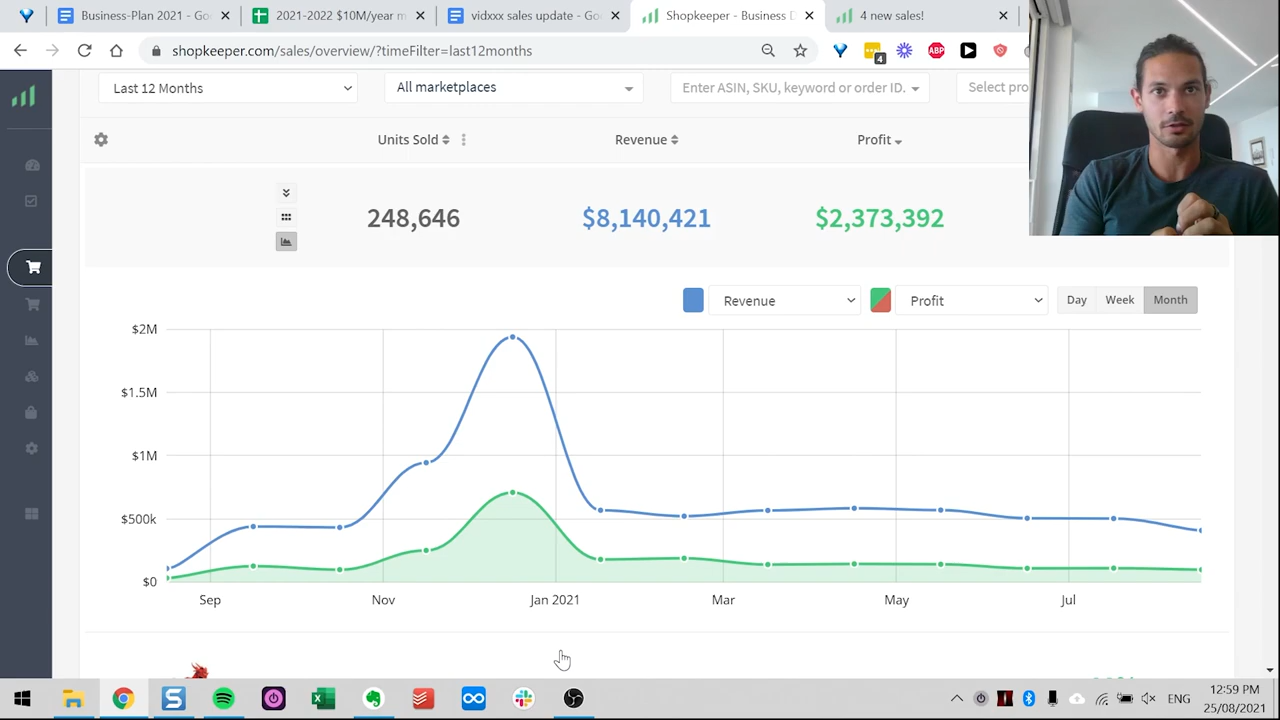 Business-Plan 2021 - Go
2021-2022 $10M/year m
vidxxs sales update - Go
Shopkeeper - Business D
4 new sales!
shopkeeper.com/sales/overview/?timeFilter=last12months
4
ABP
Last 12 Months
All marketplaces
Enter ASIN, SKU, keyword or order ID.
Select pro
Units Sold
Revenue
Profit
248,646
$8,140,421
$2,373,392
Revenue
Profit
Day
Week
Month
$2M
$1.5M
$1M
$500k
$0
Sep
Nov
Jan 2021
Mar
May
Jul
ENG
12:59 PM
25/08/2021